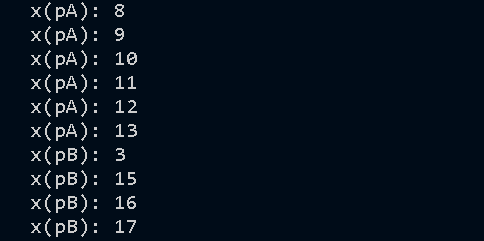 x(pA): 8
x(pA): 9
x(pA): 10
x(pA): 11
x(pA): 12
x(pA): 13
x(pB): 3
x(pB): 15
x(pB): 16
x(pB): 17